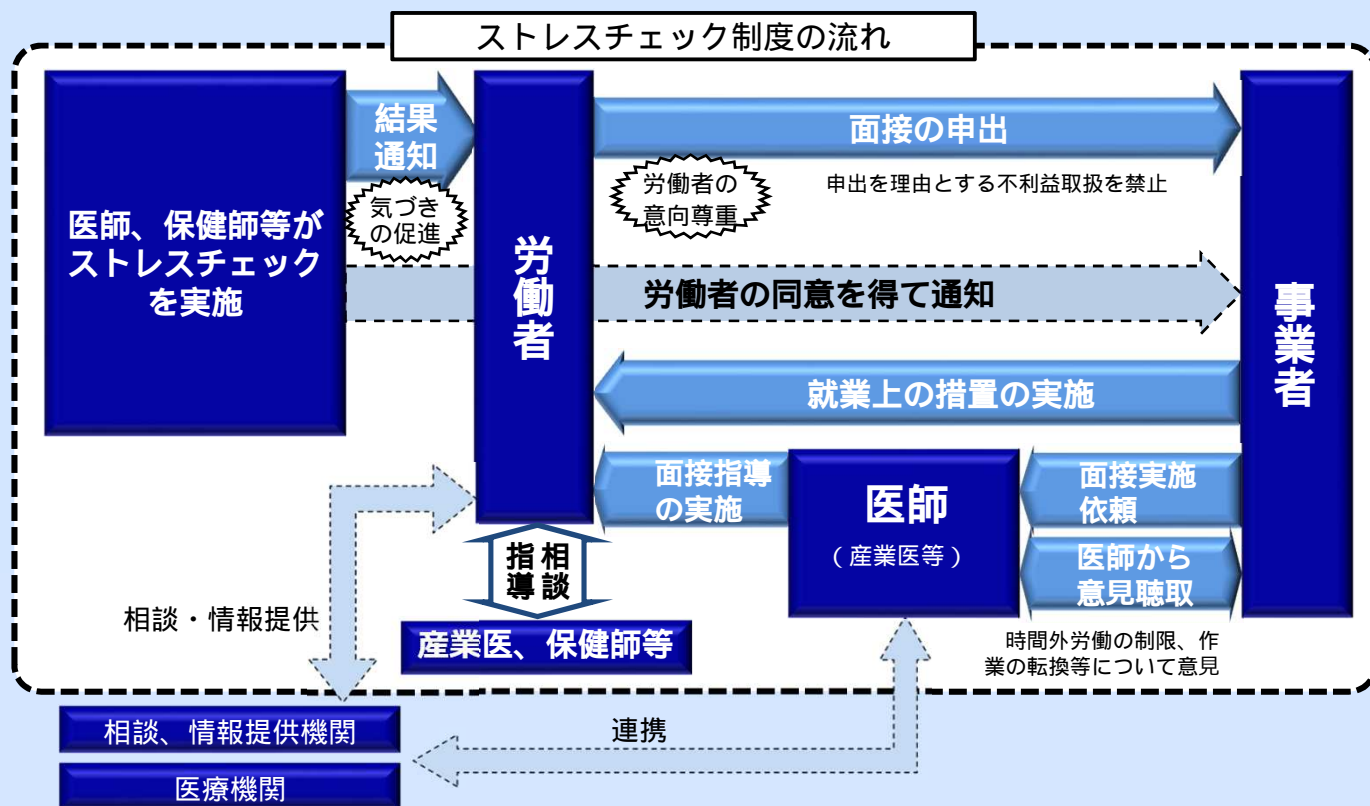 ストレスチェック制度の流れ
医師、保健師等が
ストレスチェック
を実施
結果
通知
気づき
の促進
労働者
面接の申出
労働者の
意向尊重
申出を理由とする不利益取扱を禁止
労働者の同意を得て通知
事業者
就業上の措置の実施
面接指導
の実施
医師
(産業医等)
面接実施
依頼
医師から
意見聴取
時間外労働の制限、作
業の転換等について意見
相談
指導
産業医、保健師等
相談・情報提供
相談、情報提供機関
医療機関
連携